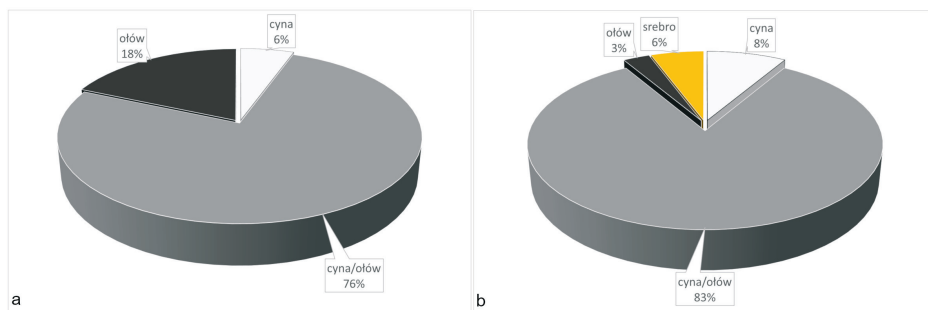 ołów
18%
cyna
6%
cyna/ołów
76%
a
ołów
3%
srebro
6%
cyna
8%
cyna/ołów
83%
b